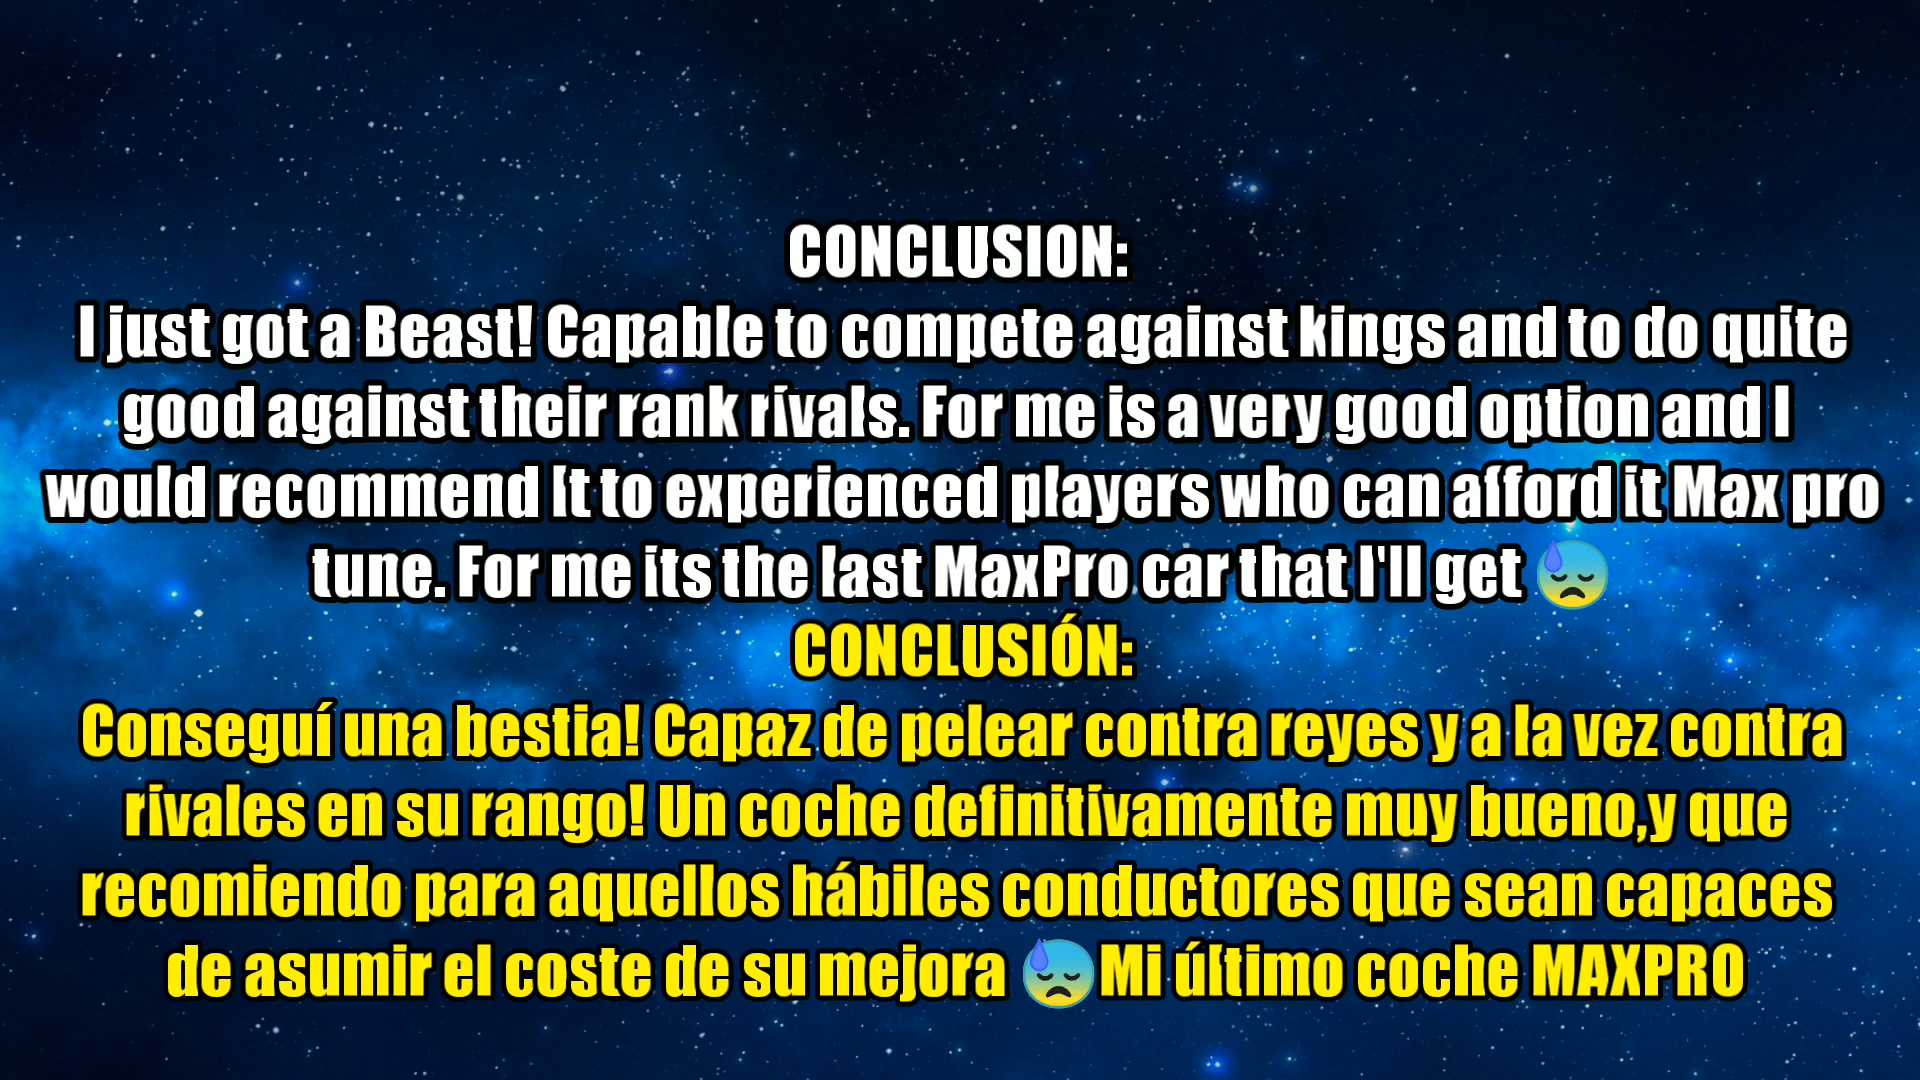 CONCLUSION:
I just got a Beast! Capable to compete against kings and to do quite
good against their rank rivals. For me is a very good option and I
would recommend it to experienced players who can afford it Max pro
tune. For me its the last MaxPro car that I'll get 😓
CONCLUSIÓN:
Conseguí una bestia! Capaz de pelear contra reyes y a la vez contra
rivales en su rango! Un coche definitivamente muy bueno,y que
recomiendo para aquellos hábiles conductores que sean capaces
de asumir el coste de su mejora 😓Mi último coche MAXPRO